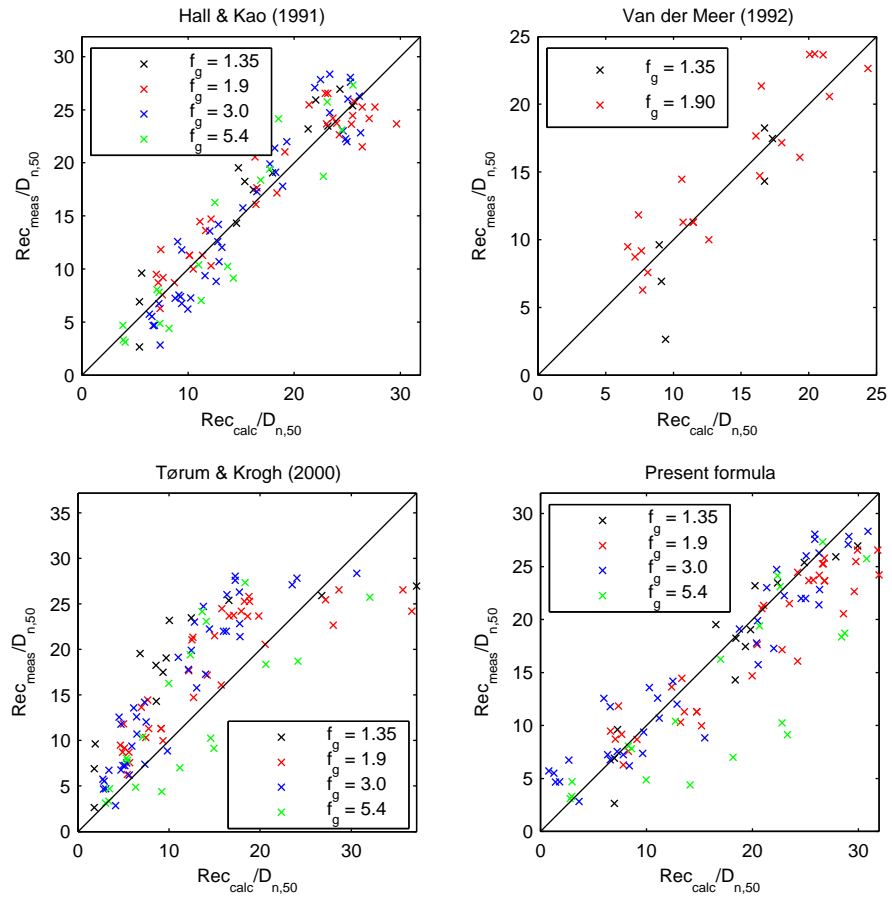 Hall & Kao (1991)
30
25
20
15
10
5
0
0
10
20
30
f_g = 1.35
f_g = 1.9
f_g = 3.0
f_g = 5.4
Rec_meas/D_n,50
Rec_calc/D_n,50
Van der Meer (1992)
25
20
15
10
5
0
0
5
10
15
20
25
f_g = 1.35
f_g = 1.90
Rec_meas/D_n,50
Rec_calc/D_n,50
Tørum & Krogh (2000)
35
30
25
20
15
10
5
0
0
10
20
30
f_g = 1.35
f_g = 1.9
f_g = 3.0
f_g = 5.4
Rec_meas/D_n,50
Rec_calc/D_n,50
Present formula
30
25
20
15
10
5
0
0
10
20
30
f_g = 1.35
f_g = 1.9
f_g = 3.0
f_g = 5.4
Rec_meas/D_n,50
Rec_calc/D_n,50